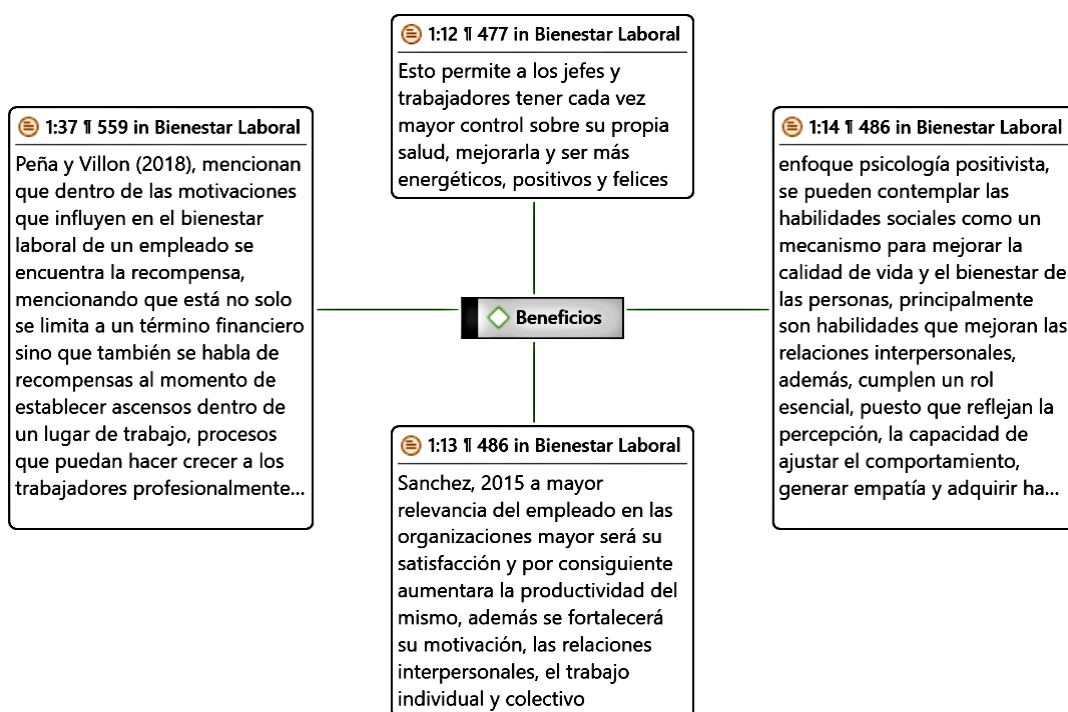 1:12 ¶ 477 in Bienestar Laboral
Esto permite a los jefes y
trabajadores tener cada vez
mayor control sobre su propia
salud, mejorarla y ser más
energéticos, positivos y felices
1:37 ¶ 559 in Bienestar Laboral
Peña y Villon (2018), mencionan
que dentro de las motivaciones
que influyen en el bienestar
laboral de un empleado se
encuentra la recompensa,
mencionando que está no solo
se limita a un término financiero
sino que también se habla de
recompensas al momento de
establecer ascensos dentro de
un lugar de trabajo, procesos
que puedan hacer crecer a los
trabajadores profesionalmente...
Beneficios
1:14 ¶ 486 in Bienestar Laboral
enfoque psicología positivista,
se pueden contemplar las
habilidades sociales como un
mecanismo para mejorar la
calidad de vida y el bienestar de
las personas, principalmente
son habilidades que mejoran las
relaciones interpersonales,
además, cumplen un rol
esencial, puesto que reflejan la
percepción, la capacidad de
ajustar el comportamiento,
generar empatía y adquirir ha...
1:13 ¶ 486 in Bienestar Laboral
Sanchez, 2015 a mayor
relevancia del empleado en las
organizaciones mayor será su
satisfacción y por consiguiente
aumentara la productividad del
mismo, además se fortalecerá
su motivación, las relaciones
interpersonales, el trabajo
individual y colectivo